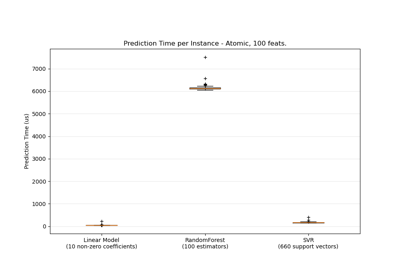 Prediction Time per Instance - Atomic, 100 feats.
7000
6000
5000
4000
3000
2000
1000
0
Prediction Time (us)
Linear Model
(10 non-zero coefficients)
RandomForest
(100 estimators)
SVR
(660 support vectors)